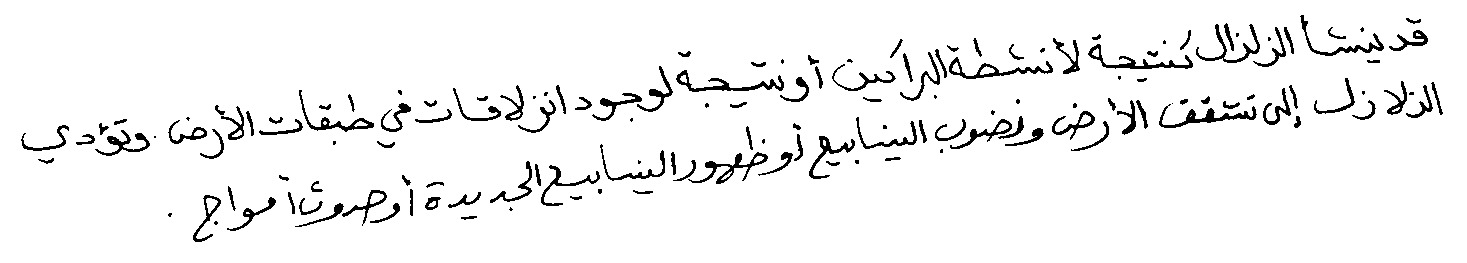 قد ينشأ الزلزال كنتيجة لأنشطة البراكين أو نتيجة لوجود انزلاقات في طبقات الأرض. وتؤدي
الزلازل إلى تشقق الأرض ونضوب الينابيع أو ظهور الينابيع الجديدة أو حدوث أمواج .